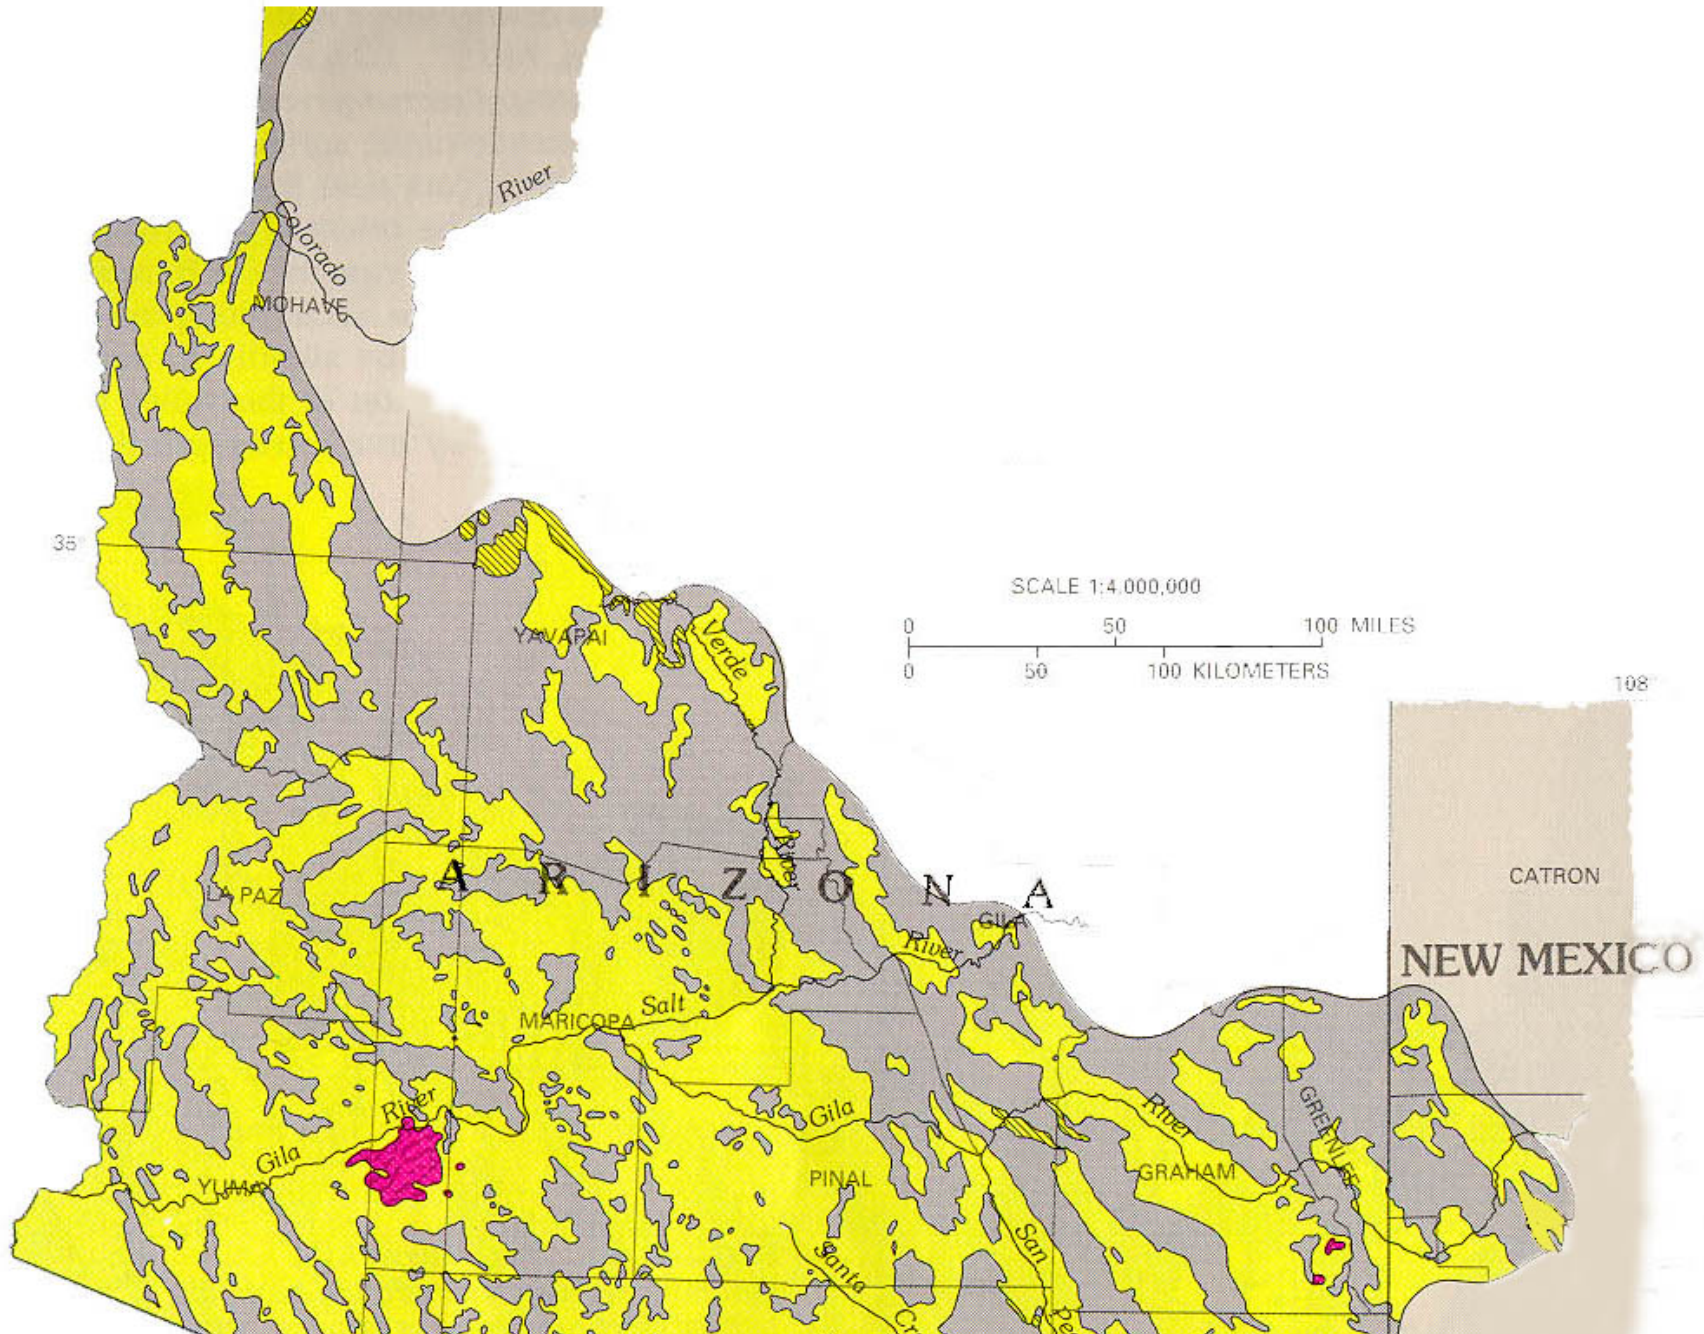 River
Colorado
MOHAVE
35°
SCALE 1:4,000,000
0 50 100 MILES
0 50 100 KILOMETERS
YAVAPAI
Verde
River
108°
CATRON
LA PAZ
ARIZONA
GILA
River
NEW MEXICO
Salt
MARICOPA
River
Gila
Gila
River
GREENLEE
YUMA
PINAL
GRAHAM
San
Santa